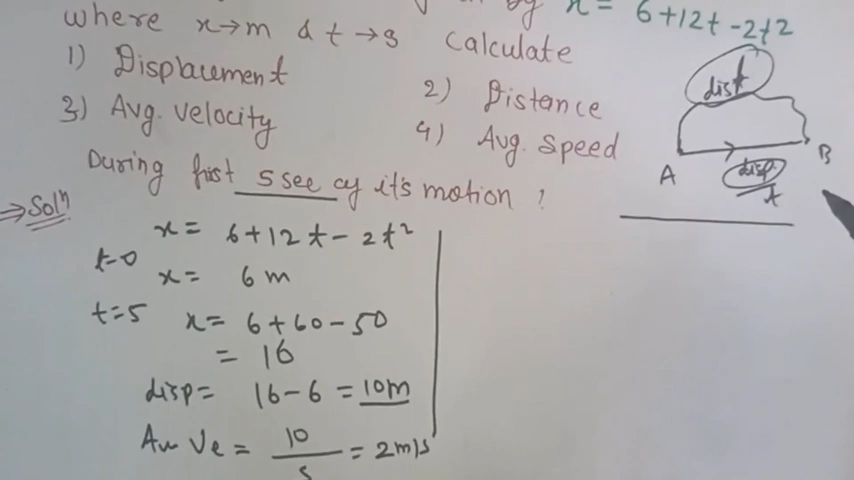 by x = 6+12t-2t2
where x→m & t→s Calculate
1) Displacement
2) Distance
3) Avg. Velocity
4) Avg. Speed
During first 5 sec of it's motion ?
dist
A
B
disp
t
⇒ Solⁿ
x = 6+12t-2t²
t=0
x = 6 m
t=5 x = 6+60-50
= 16
disp = 16-6 = 10m
Av Ve = 10/5 = 2m/s